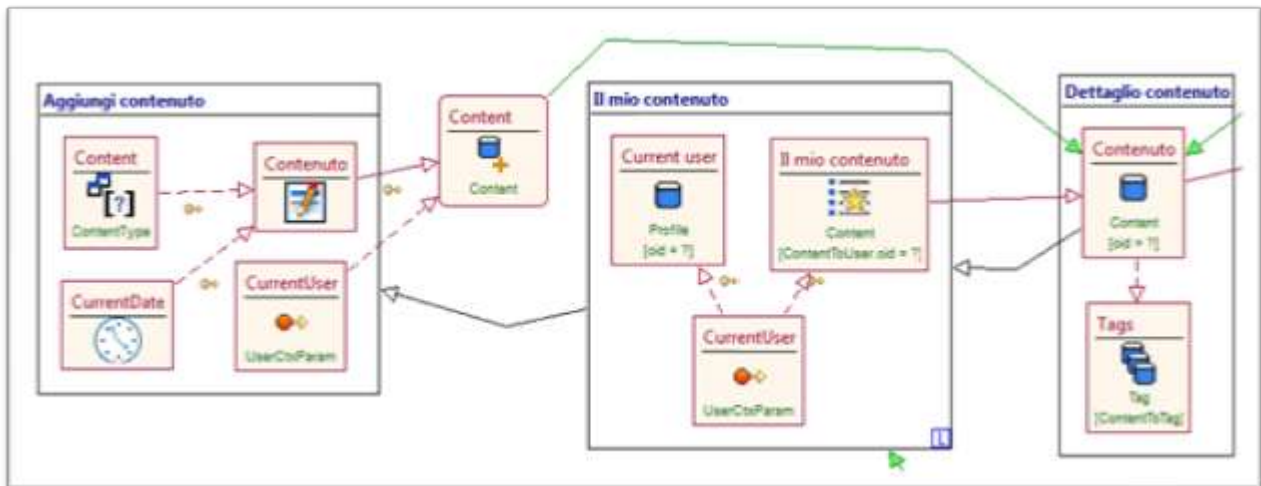 Aggiungi contenuto
Content
ContentType
Contenuto
CurrentDate
CurrentUser
UserCtxParam
Content
Content
Il mio contenuto
Current user
Profile
[oid = ?]
Il mio contenuto
Content
[ContentToUser.oid = ?]
CurrentUser
UserCtxParam
L
Dettaglio contenuto
Contenuto
Content
[oid = ?]
Tags
Tag
[ContentToTag]